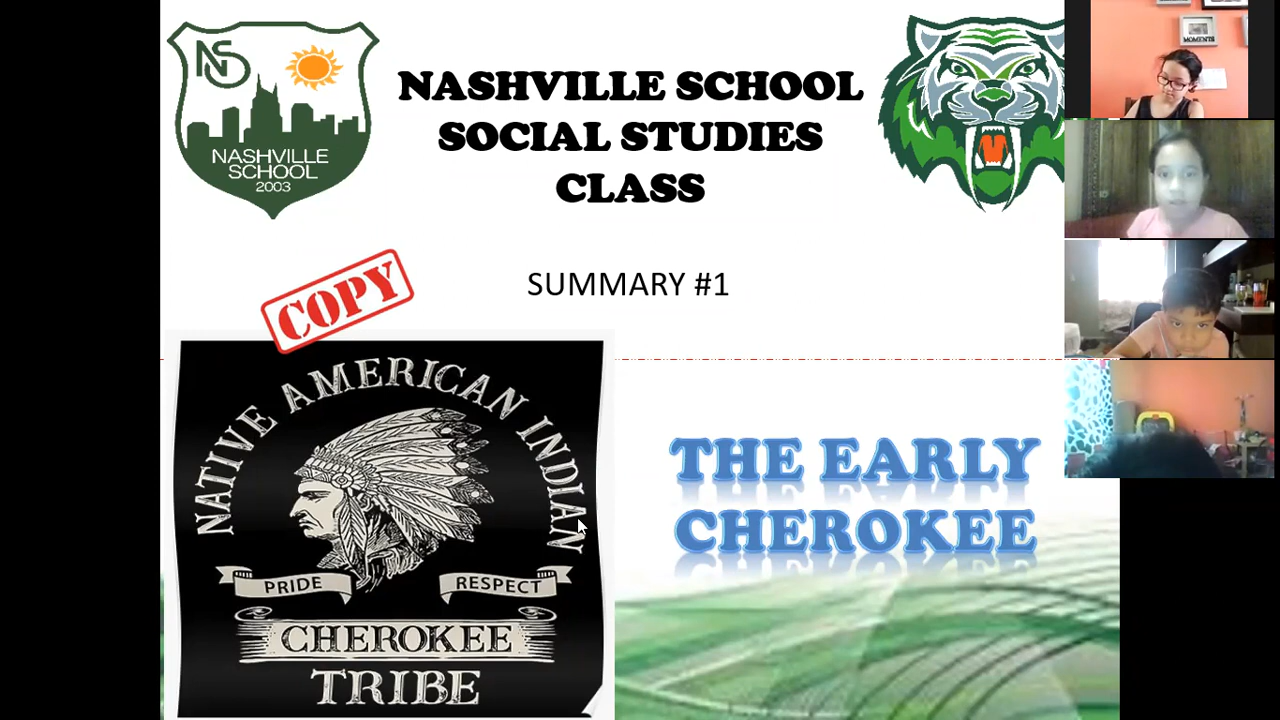 NS
NASHVILLE
SCHOOL
2003
NASHVILLE SCHOOL
SOCIAL STUDIES
CLASS
MOMENTS
SUMMARY #1
COPY
NATIVE AMERICAN INDIAN
PRIDE
RESPECT
CHEROKEE
TRIBE
THE EARLY
CHEROKEE